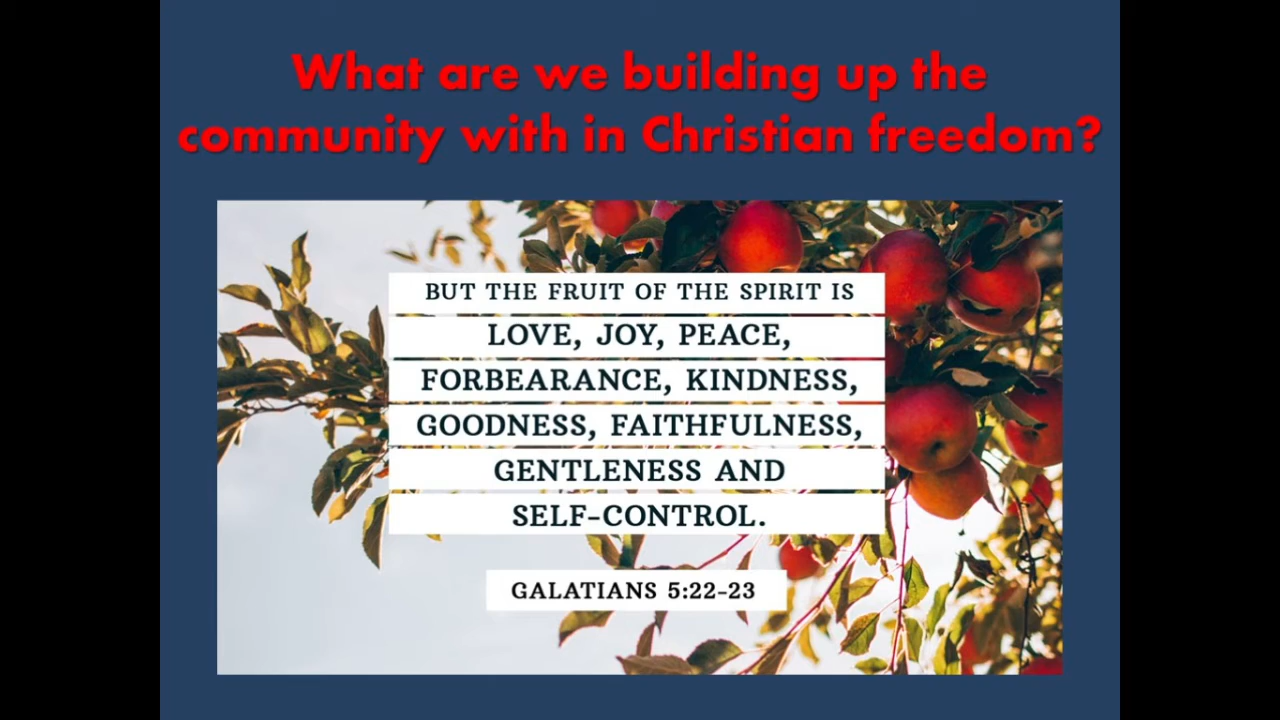 What are we building up the
community with in Christian freedom?
BUT THE FRUIT OF THE SPIRIT IS
LOVE, JOY, PEACE,
FORBEARANCE, KINDNESS,
GOODNESS, FAITHFULNESS,
GENTLENESS AND
SELF-CONTROL.
GALATIANS 5:22-23